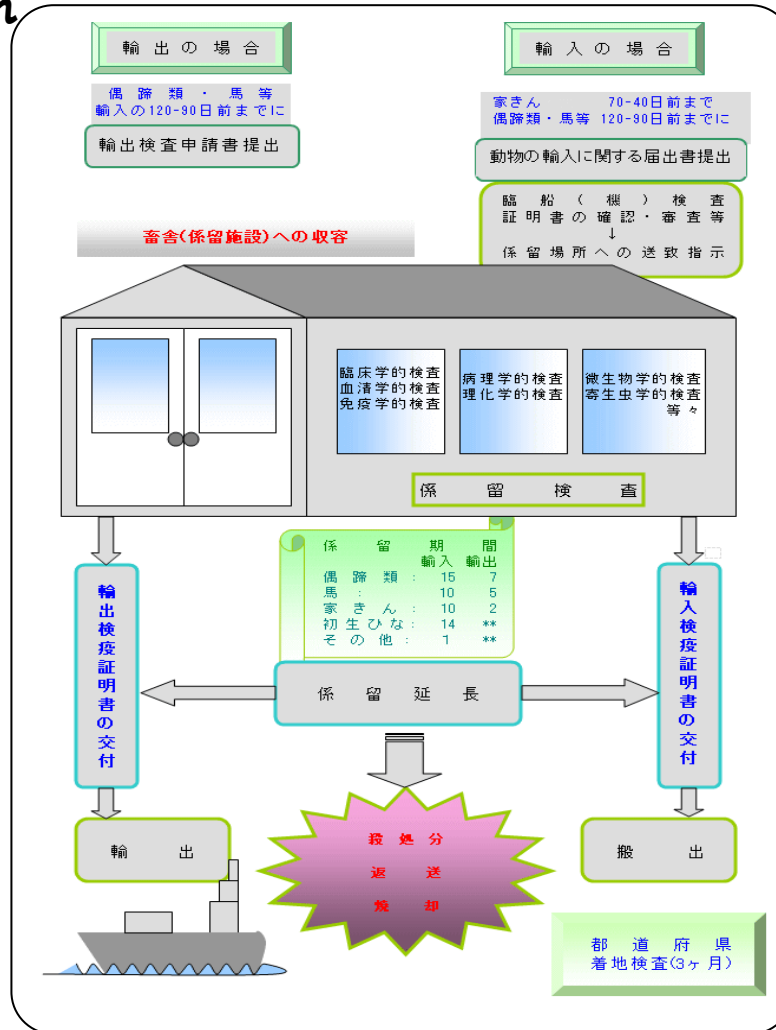 輸出の場合
偶蹄類・馬等
輸入の120-90日前までに
輸出検査申請書提出
輸入の場合
家きん 70-40日前まで
偶蹄類・馬等 120-90日前までに
動物の輸入に関する届出書提出
臨船(機)検査
証明書の確認・審査等
↓
係留場所への送致指示
畜舎(係留施設)への収容
臨床学的検査
血清学的検査
免疫学的検査
病理学的検査
理化学的検査
微生物学的検査
寄生虫学的検査
等々
係留検査
係留期間
輸入 輸出
偶蹄類: 15 7
馬: 10 5
家きん: 10 2
初生ひな: 14 **
その他: 1 **
輸出検疫証明書の交付
輸入検疫証明書の交付
係留延長
殺処分
返送
焼却
輸出
搬出
都道府県
着地検査(3ヶ月)